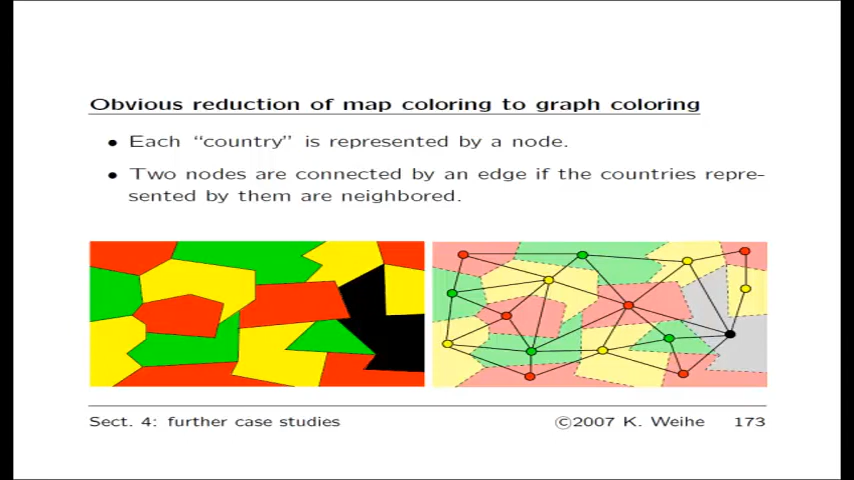 Obvious reduction of map coloring to graph coloring
• Each “country” is represented by a node.
• Two nodes are connected by an edge if the countries repre-
sented by them are neighbored.
Sect. 4: further case studies
©2007 K. Weihe 173